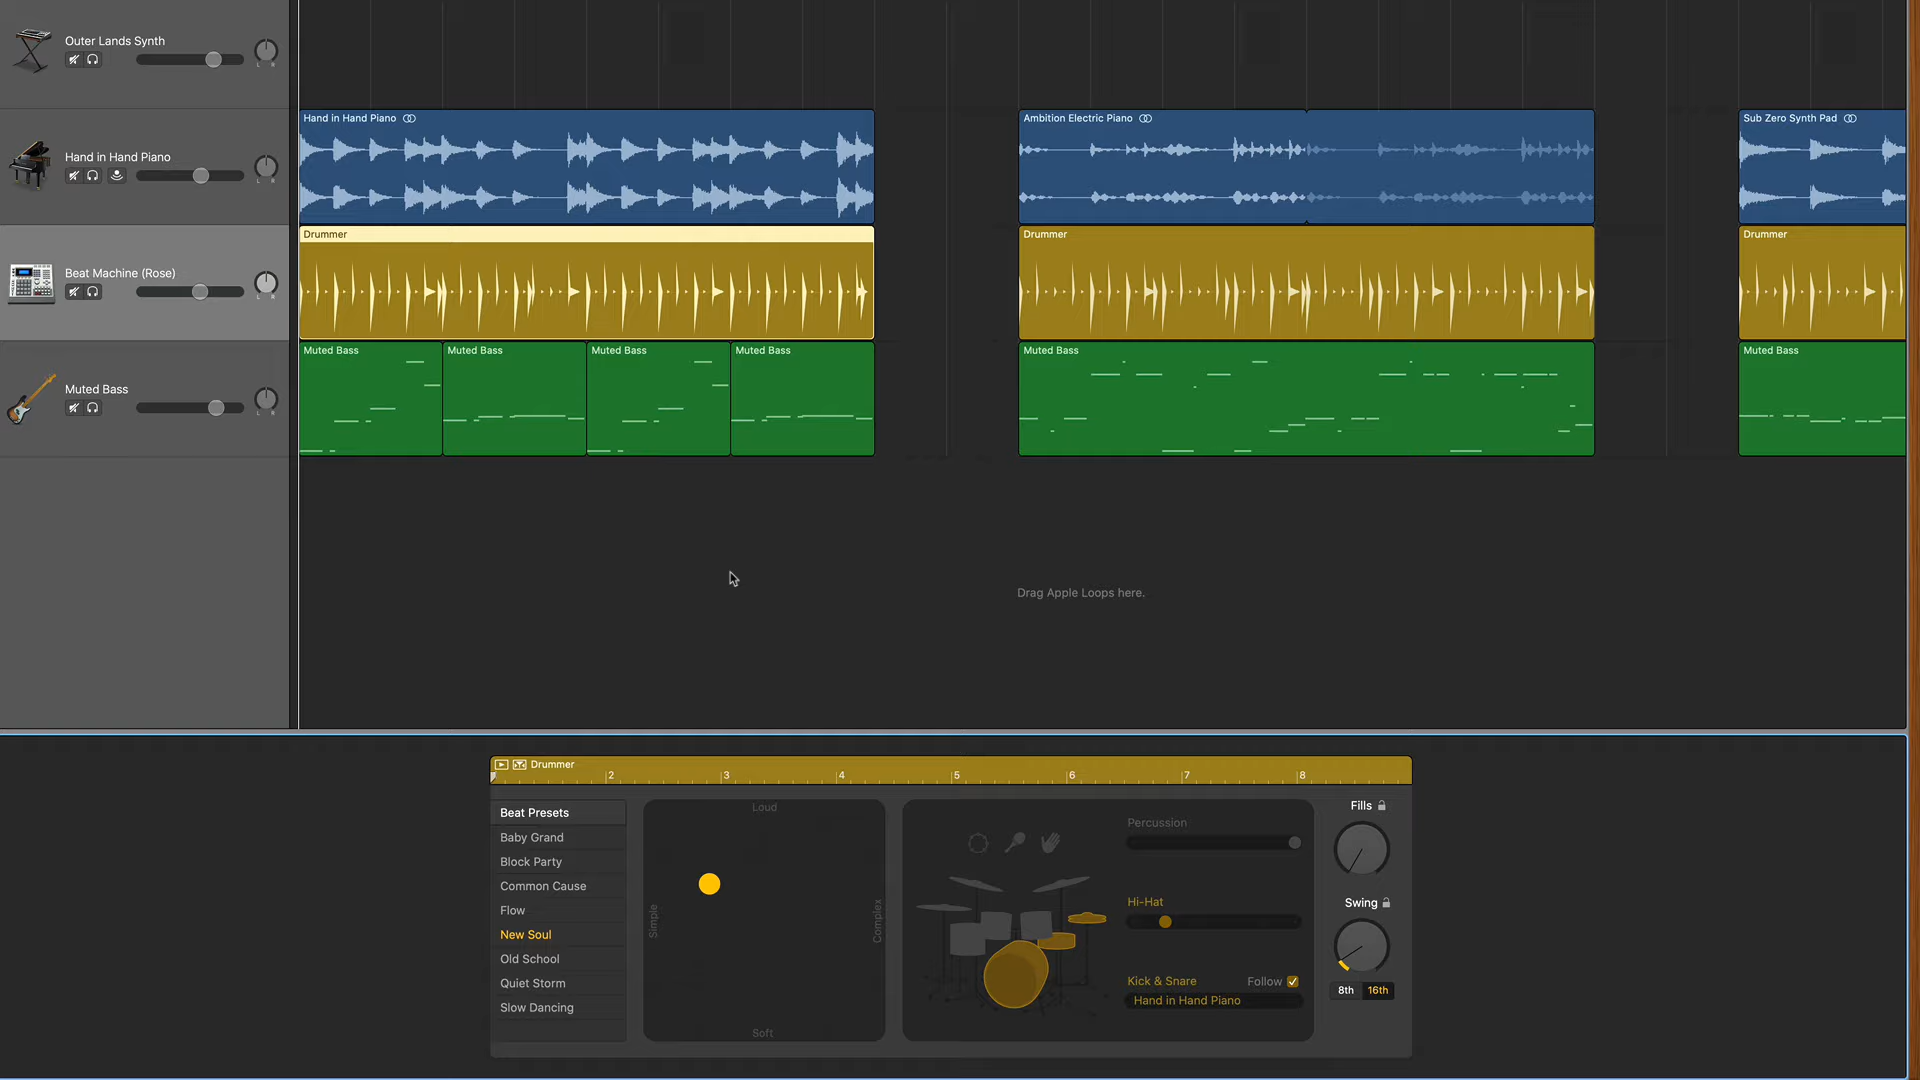 Outer Lands Synth
L R
Hand in Hand Piano
L R
Beat Machine (Rose)
L R
Muted Bass
L R
Hand in Hand Piano
Ambition Electric Piano
Sub Zero Synth Pad
Drummer
Drummer
Drummer
Muted Bass
Muted Bass
Muted Bass
Muted Bass
Muted Bass
Muted Bass
Drag Apple Loops here.
Drummer
2 3 4 5 6 7 8
Beat Presets
Baby Grand
Block Party
Common Cause
Flow
New Soul
Old School
Quiet Storm
Slow Dancing
Loud
Simple
Complex
Soft
Percussion
Hi-Hat
Kick & Snare
Follow
Hand in Hand Piano
Fills
Swing
8th 16th